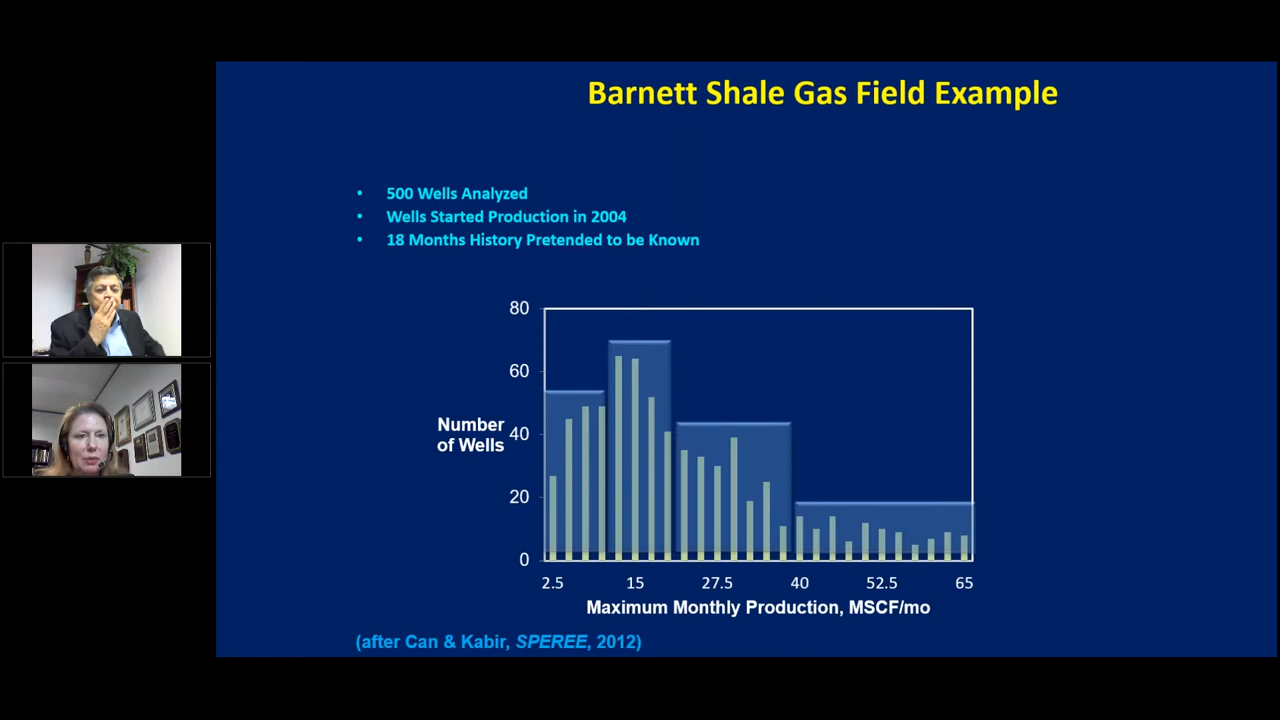 Barnett Shale Gas Field Example
• 500 Wells Analyzed
• Wells Started Production in 2004
• 18 Months History Pretended to be Known
80
60
40
20
0
Number
of Wells
2.5 15 27.5 40 52.5 65
Maximum Monthly Production, MSCF/mo
(after Can & Kabir, SPEREE, 2012)